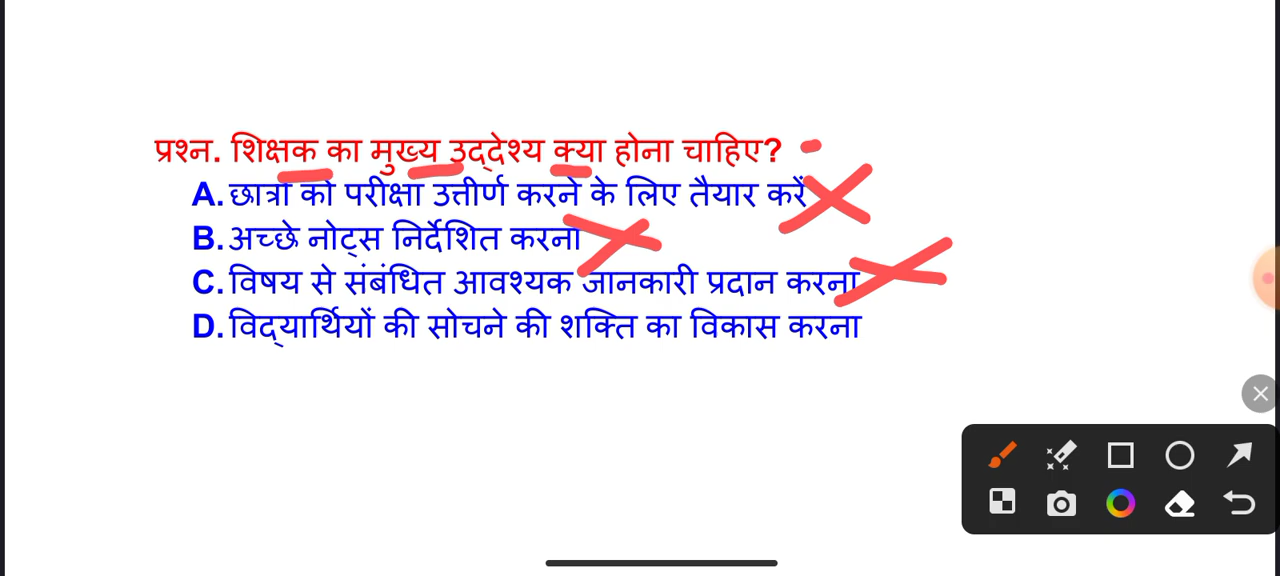 प्रश्न. शिक्षक का मुख्य उद्देश्य क्या होना चाहिए?
A. छात्रों को परीक्षा उत्तीर्ण करने के लिए तैयार करें
B. अच्छे नोट्स निर्देशित करना
C. विषय से संबंधित आवश्यक जानकारी प्रदान करना
D. विद्यार्थियों की सोचने की शक्ति का विकास करना